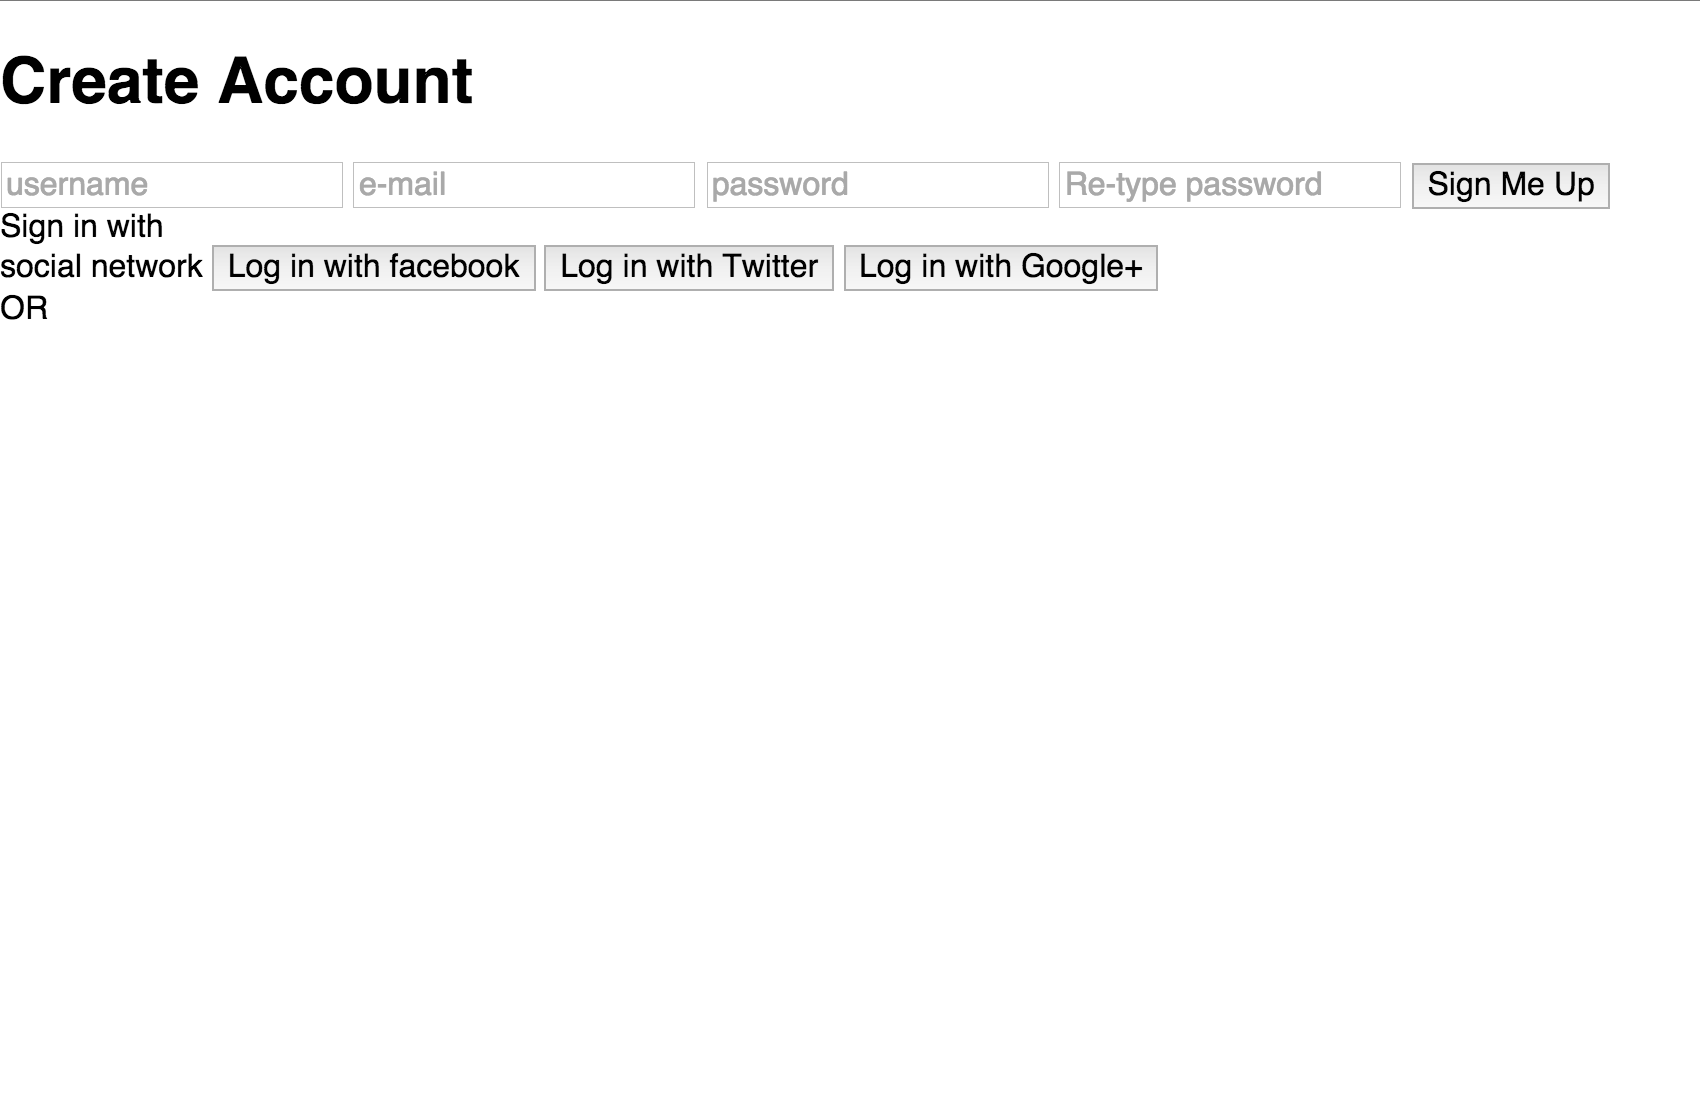 Create Account
username e-mail password Re-type password Sign Me Up
Sign in with
social network Log in with facebook Log in with Twitter Log in with Google+
OR